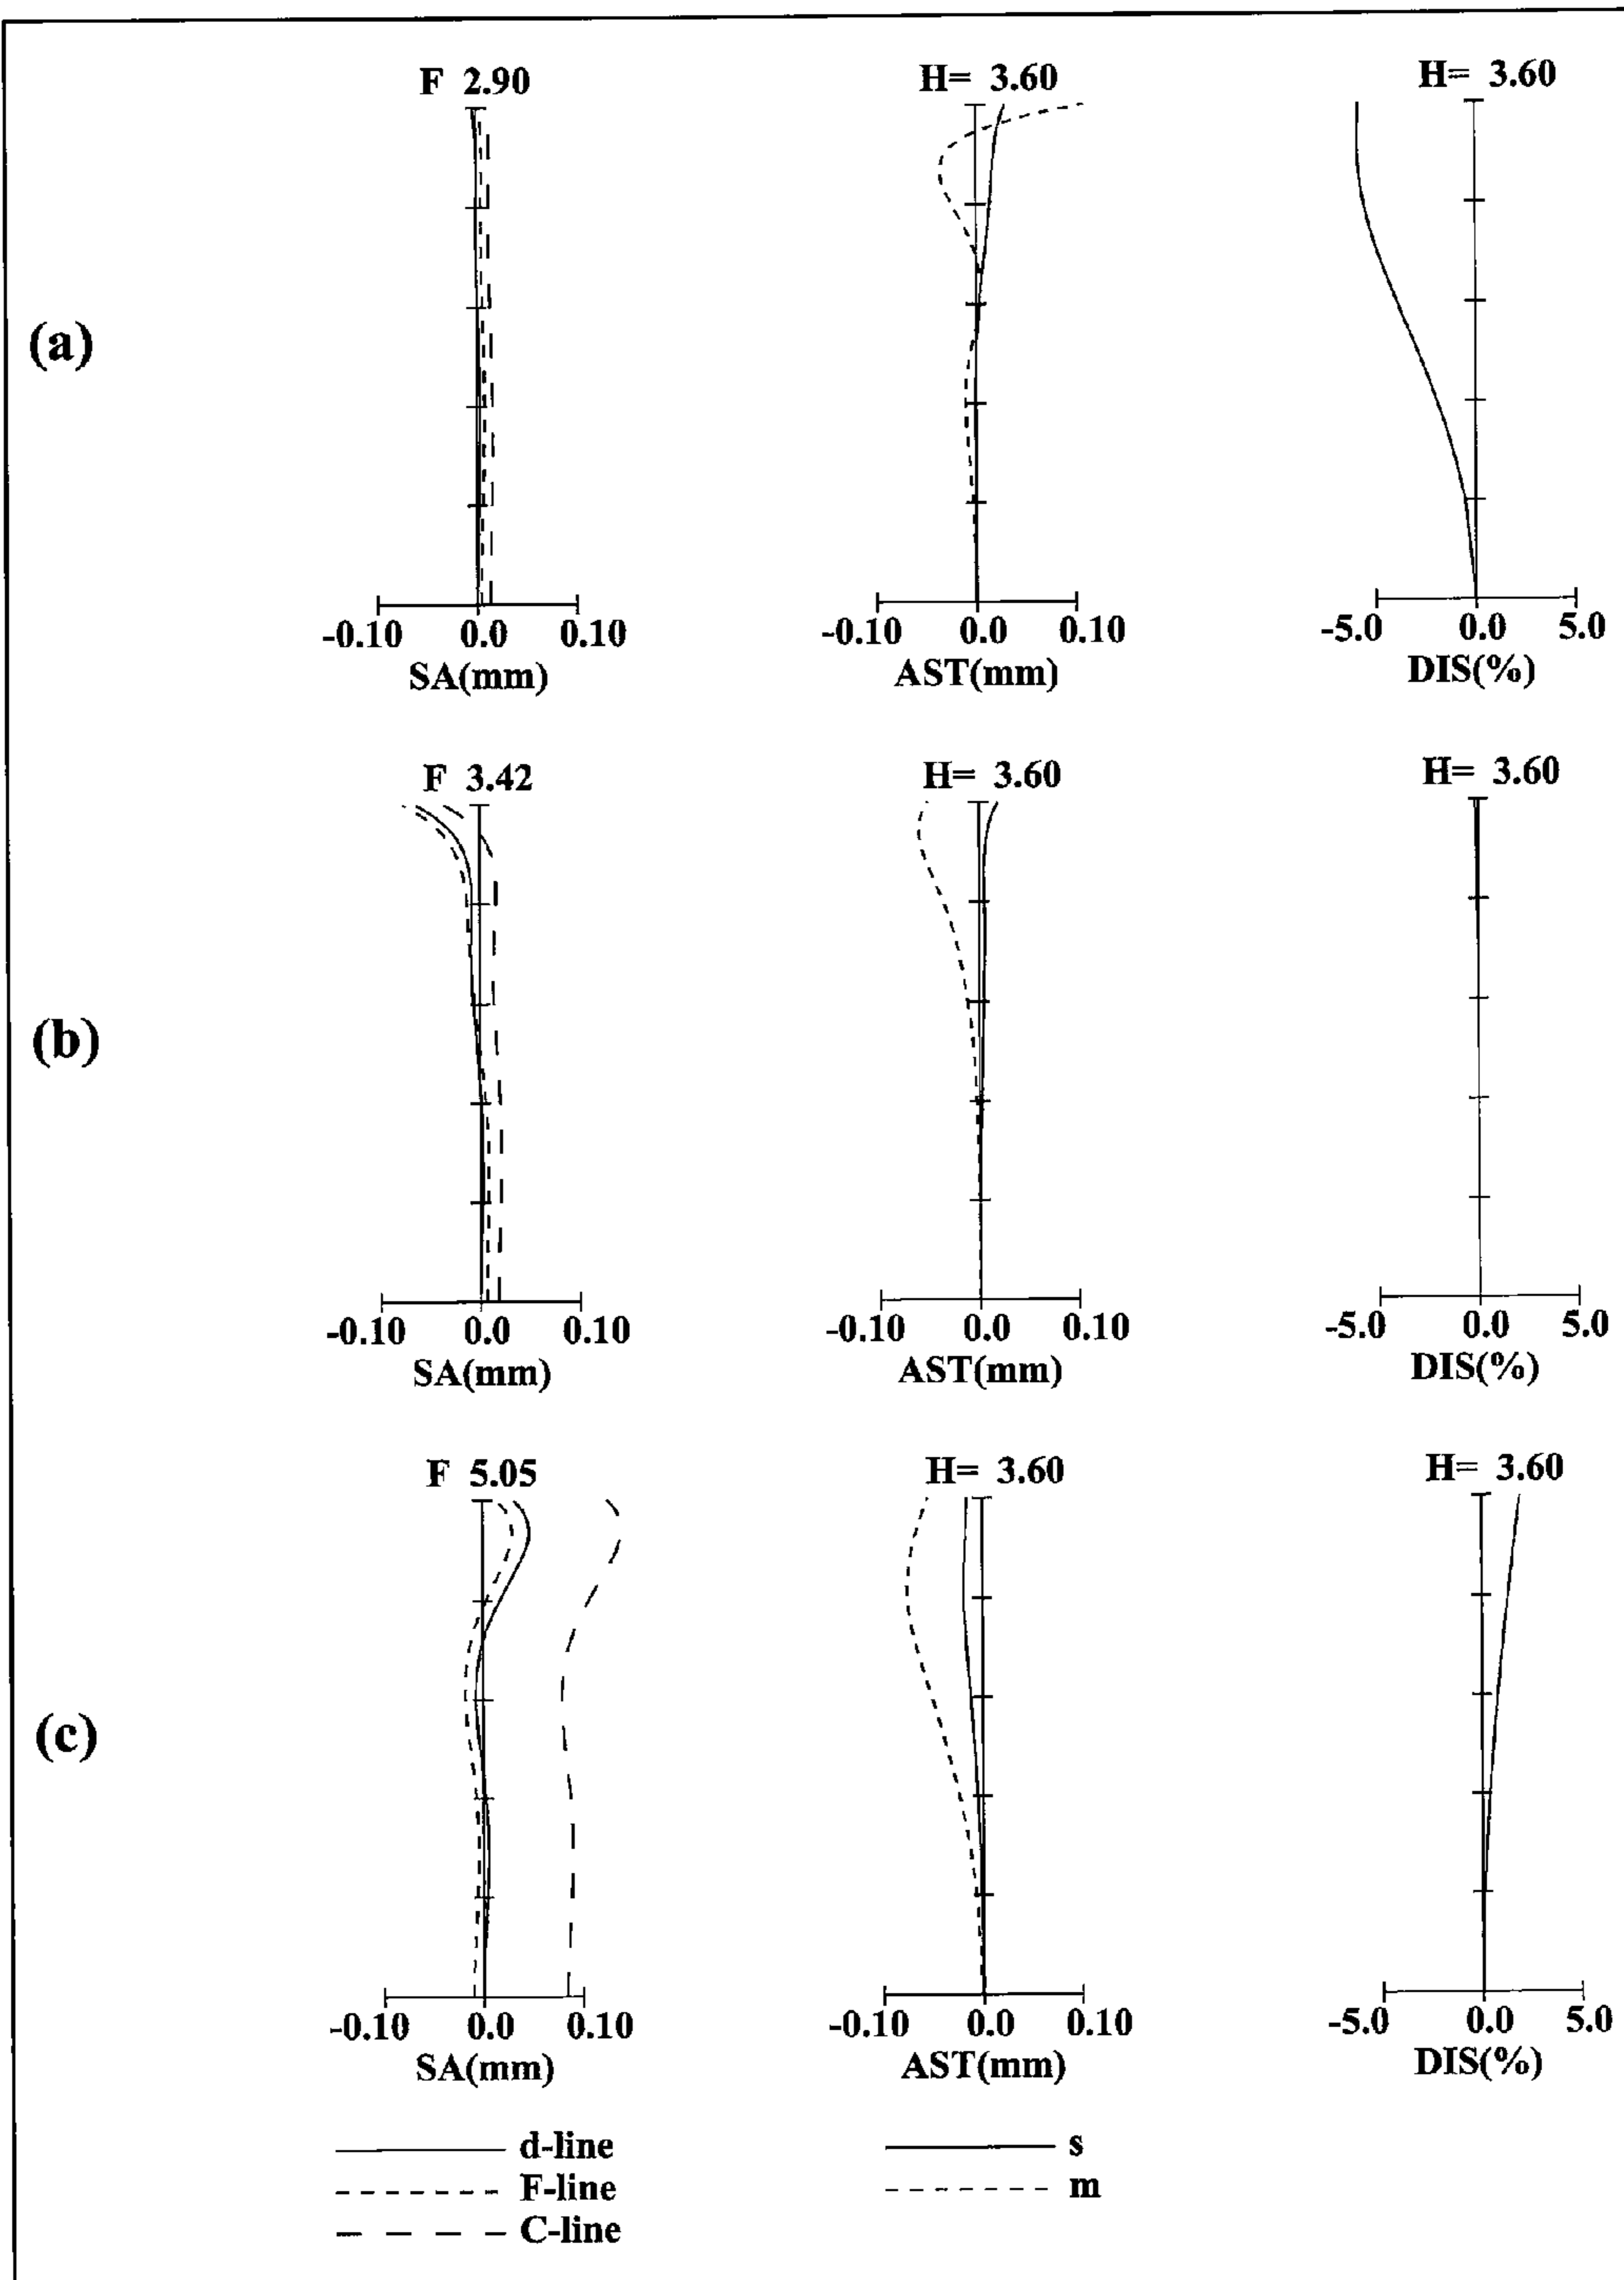 F 2.90
H= 3.60
H= 3.60
(a)
-0.10 0.0 0.10
SA(mm)
-0.10 0.0 0.10
AST(mm)
-5.0 0.0 5.0
DIS(%)
F 3.42
H= 3.60
H= 3.60
(b)
-0.10 0.0 0.10
SA(mm)
-0.10 0.0 0.10
AST(mm)
-5.0 0.0 5.0
DIS(%)
F 5.05
H= 3.60
H= 3.60
(c)
-0.10 0.0 0.10
SA(mm)
-0.10 0.0 0.10
AST(mm)
-5.0 0.0 5.0
DIS(%)
d-line
F-line
C-line
s
m